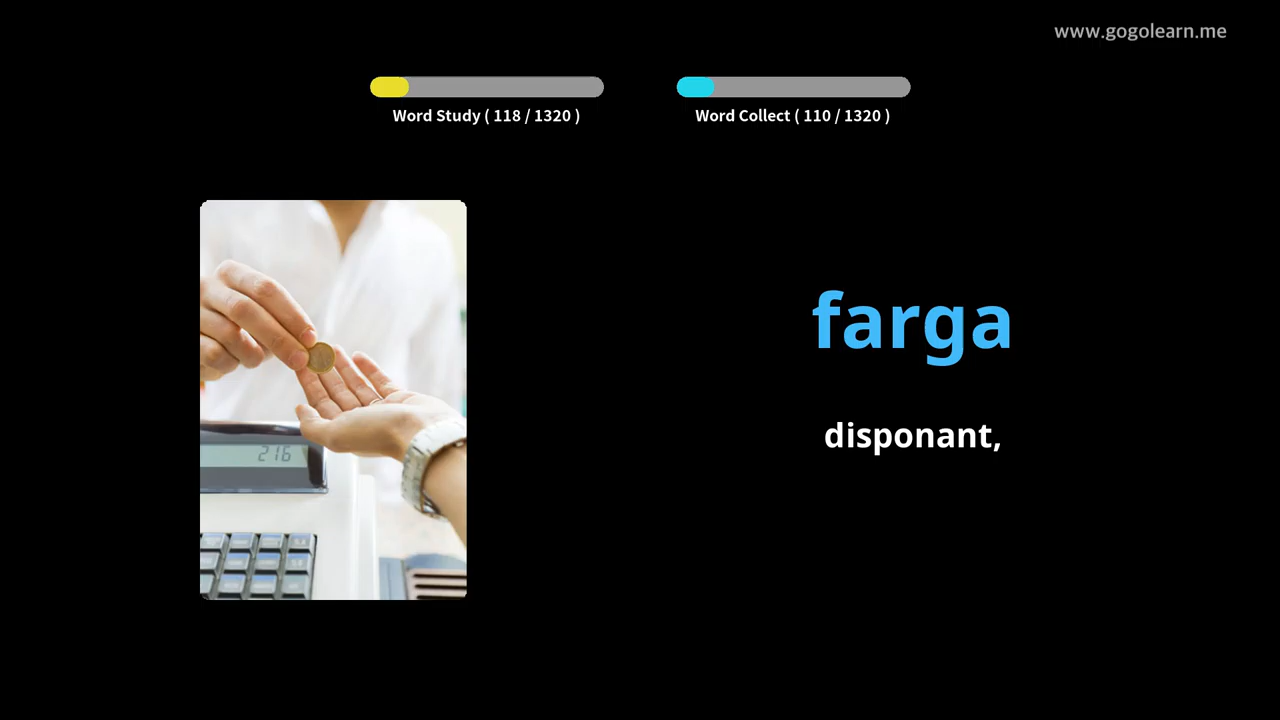 www.gogolearn.me
Word Study ( 118 / 1320 )
Word Collect ( 110 / 1320 )
farga
disponant,
216